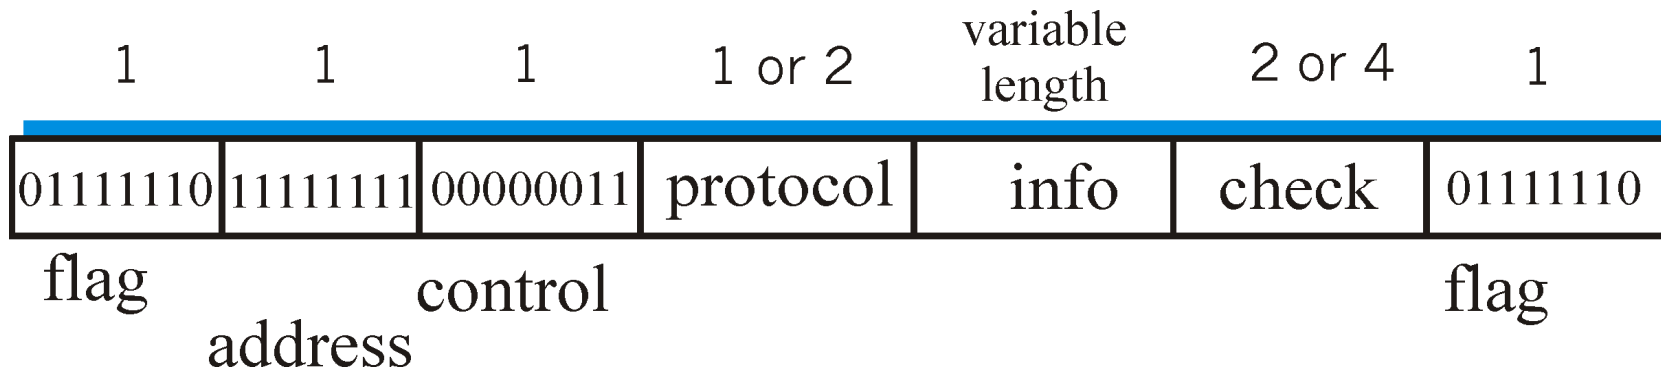 1 1 1 1 or 2 variable length 2 or 4 1
01111110 11111111 00000011 protocol info check 01111110
flag address control flag